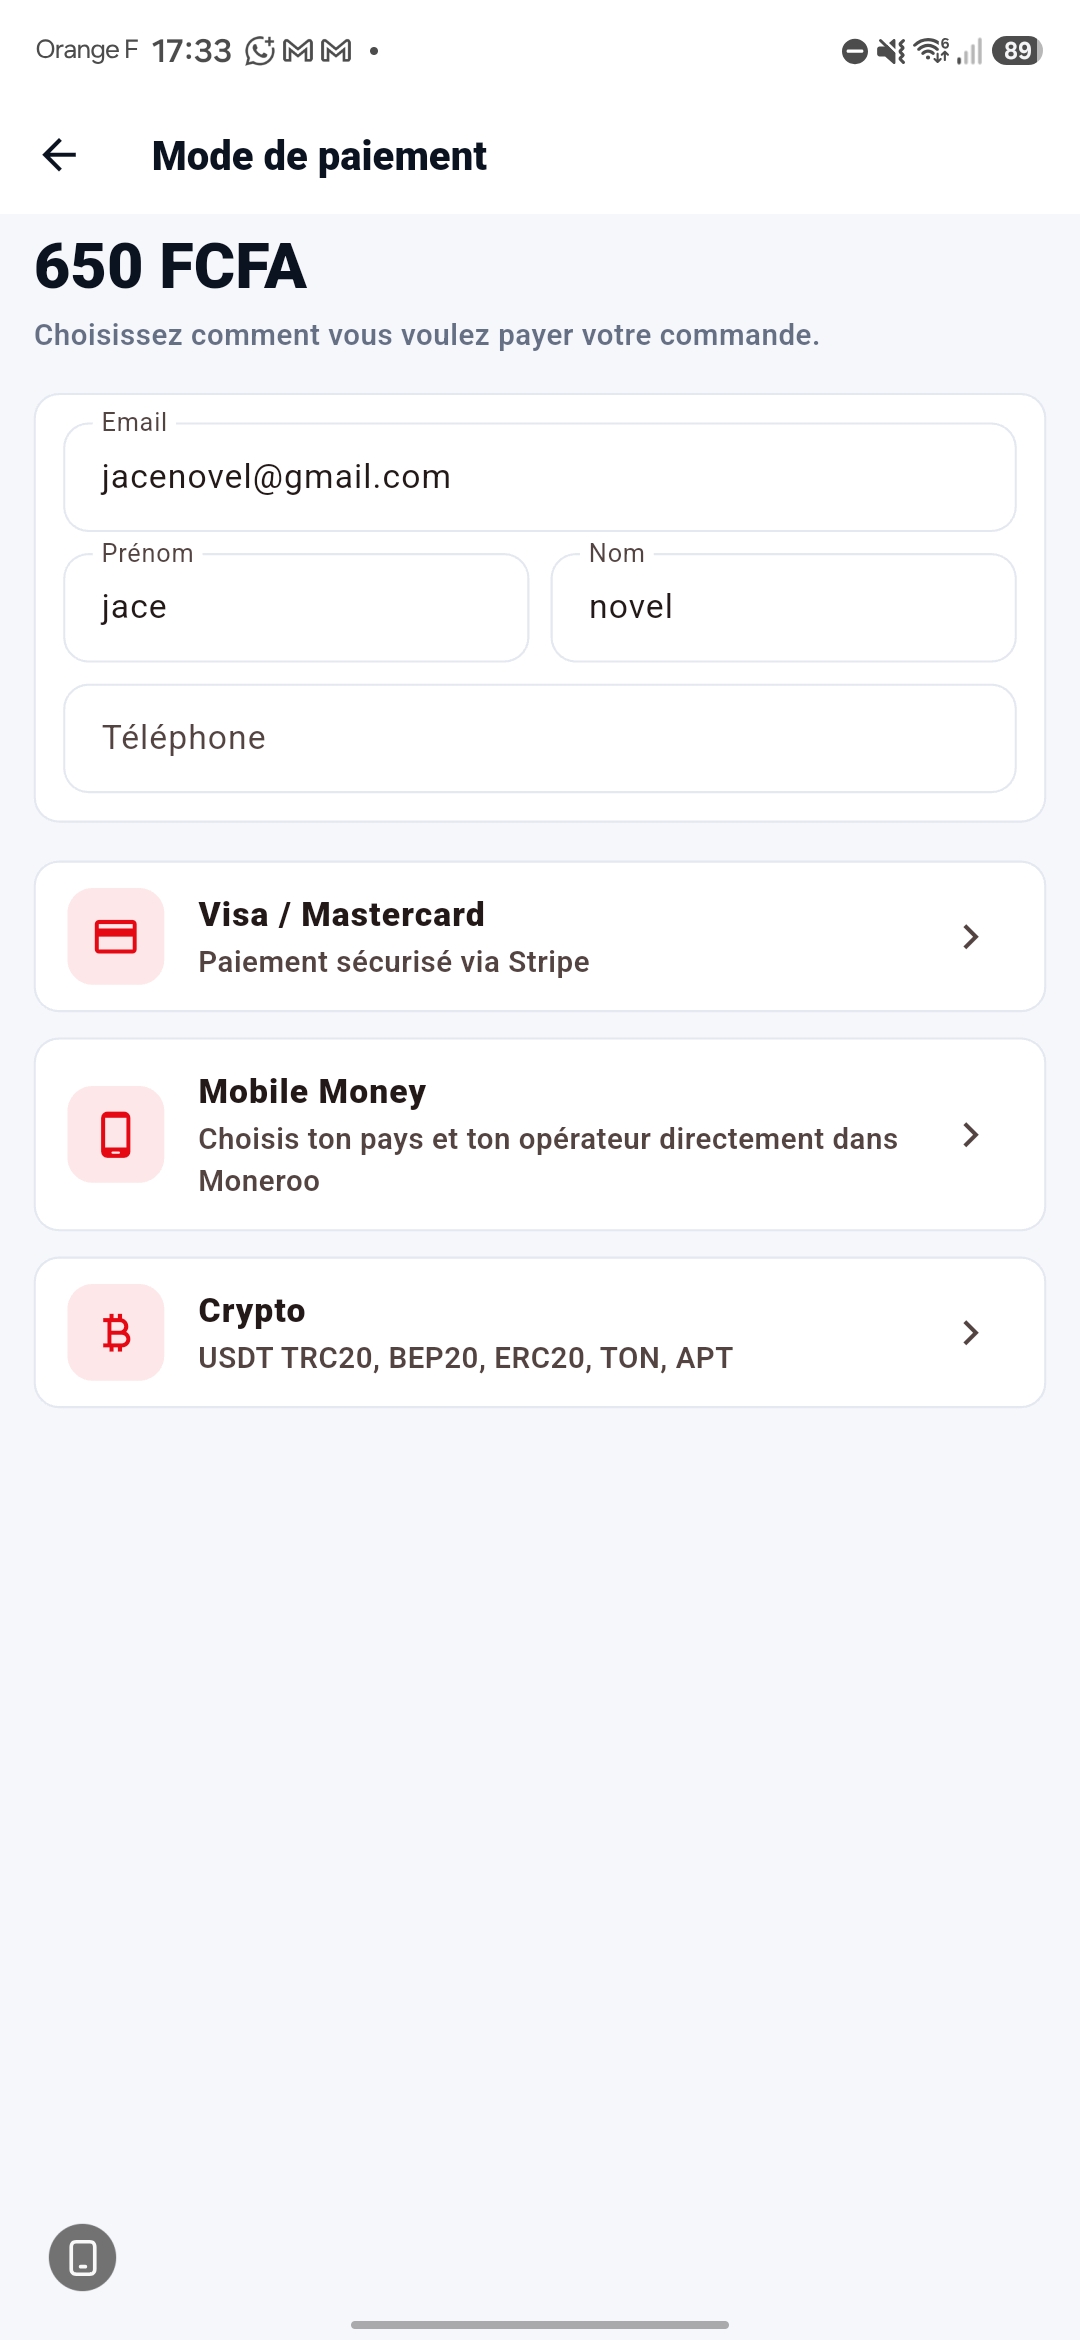 Orange F 17:33
6
89
Mode de paiement
650 FCFA
Choisissez comment vous voulez payer votre commande.
Email
jacenovel@gmail.com
Prénom
jace
Nom
novel
Téléphone
Visa / Mastercard
Paiement sécurisé via Stripe
Mobile Money
Choisis ton pays et ton opérateur directement dans
Moneroo
Crypto
USDT TRC20, BEP20, ERC20, TON, APT